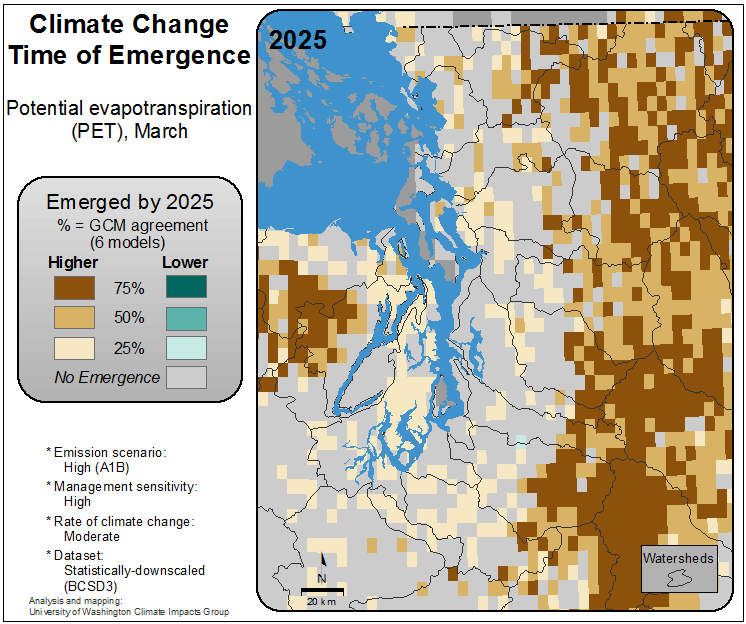 Climate Change
Time of Emergence
Potential evapotranspiration
(PET), March
Emerged by 2025
% = GCM agreement
(6 models)
Higher Lower
75%
50%
25%
No Emergence
* Emission scenario:
High (A1B)
* Management sensitivity:
High
* Rate of climate change:
Moderate
* Dataset:
Statistically-downscaled
(BCSD3)
Analysis and mapping:
University of Washington Climate Impacts Group
2025
N
20 km
Watersheds